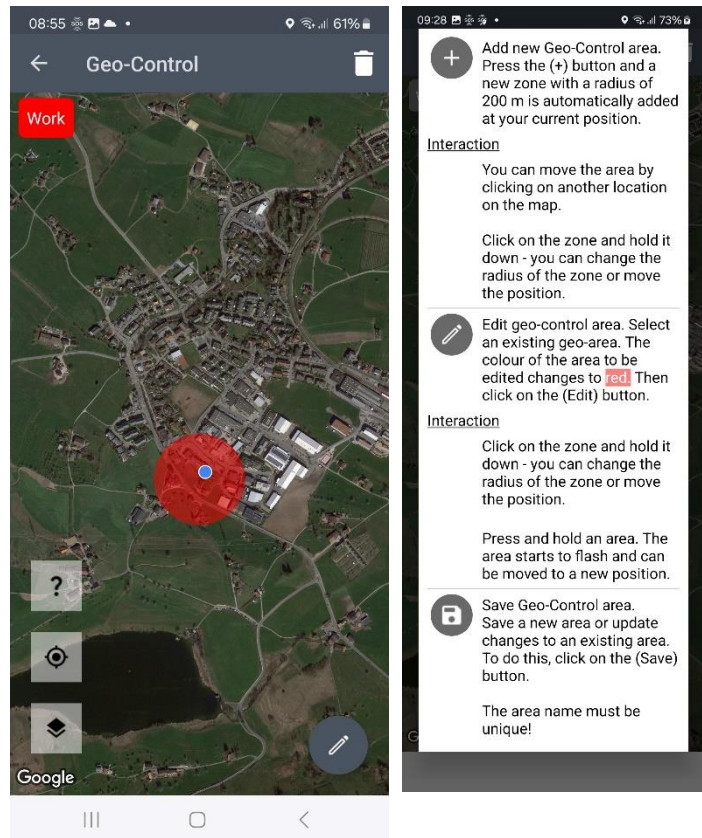 08:55 SOS • 61%
Geo-Control
Work
?
Google
09:28 • 73%
Add new Geo-Control area.
Press the (+) button and a
new zone with a radius of
200 m is automatically added
at your current position.
Interaction
You can move the area by
clicking on another location
on the map.
Click on the zone and hold it
down - you can change the
radius of the zone or move
the position.
Edit geo-control area. Select
an existing geo-area. The
colour of the area to be
edited changes to red. Then
click on the (Edit) button.
Interaction
Click on the zone and hold it
down - you can change the
radius of the zone or move
the position.
Press and hold an area. The
area starts to flash and can
be moved to a new position.
Save Geo-Control area.
Save a new area or update
changes to an existing area.
To do this, click on the (Save)
button.
The area name must be
unique!